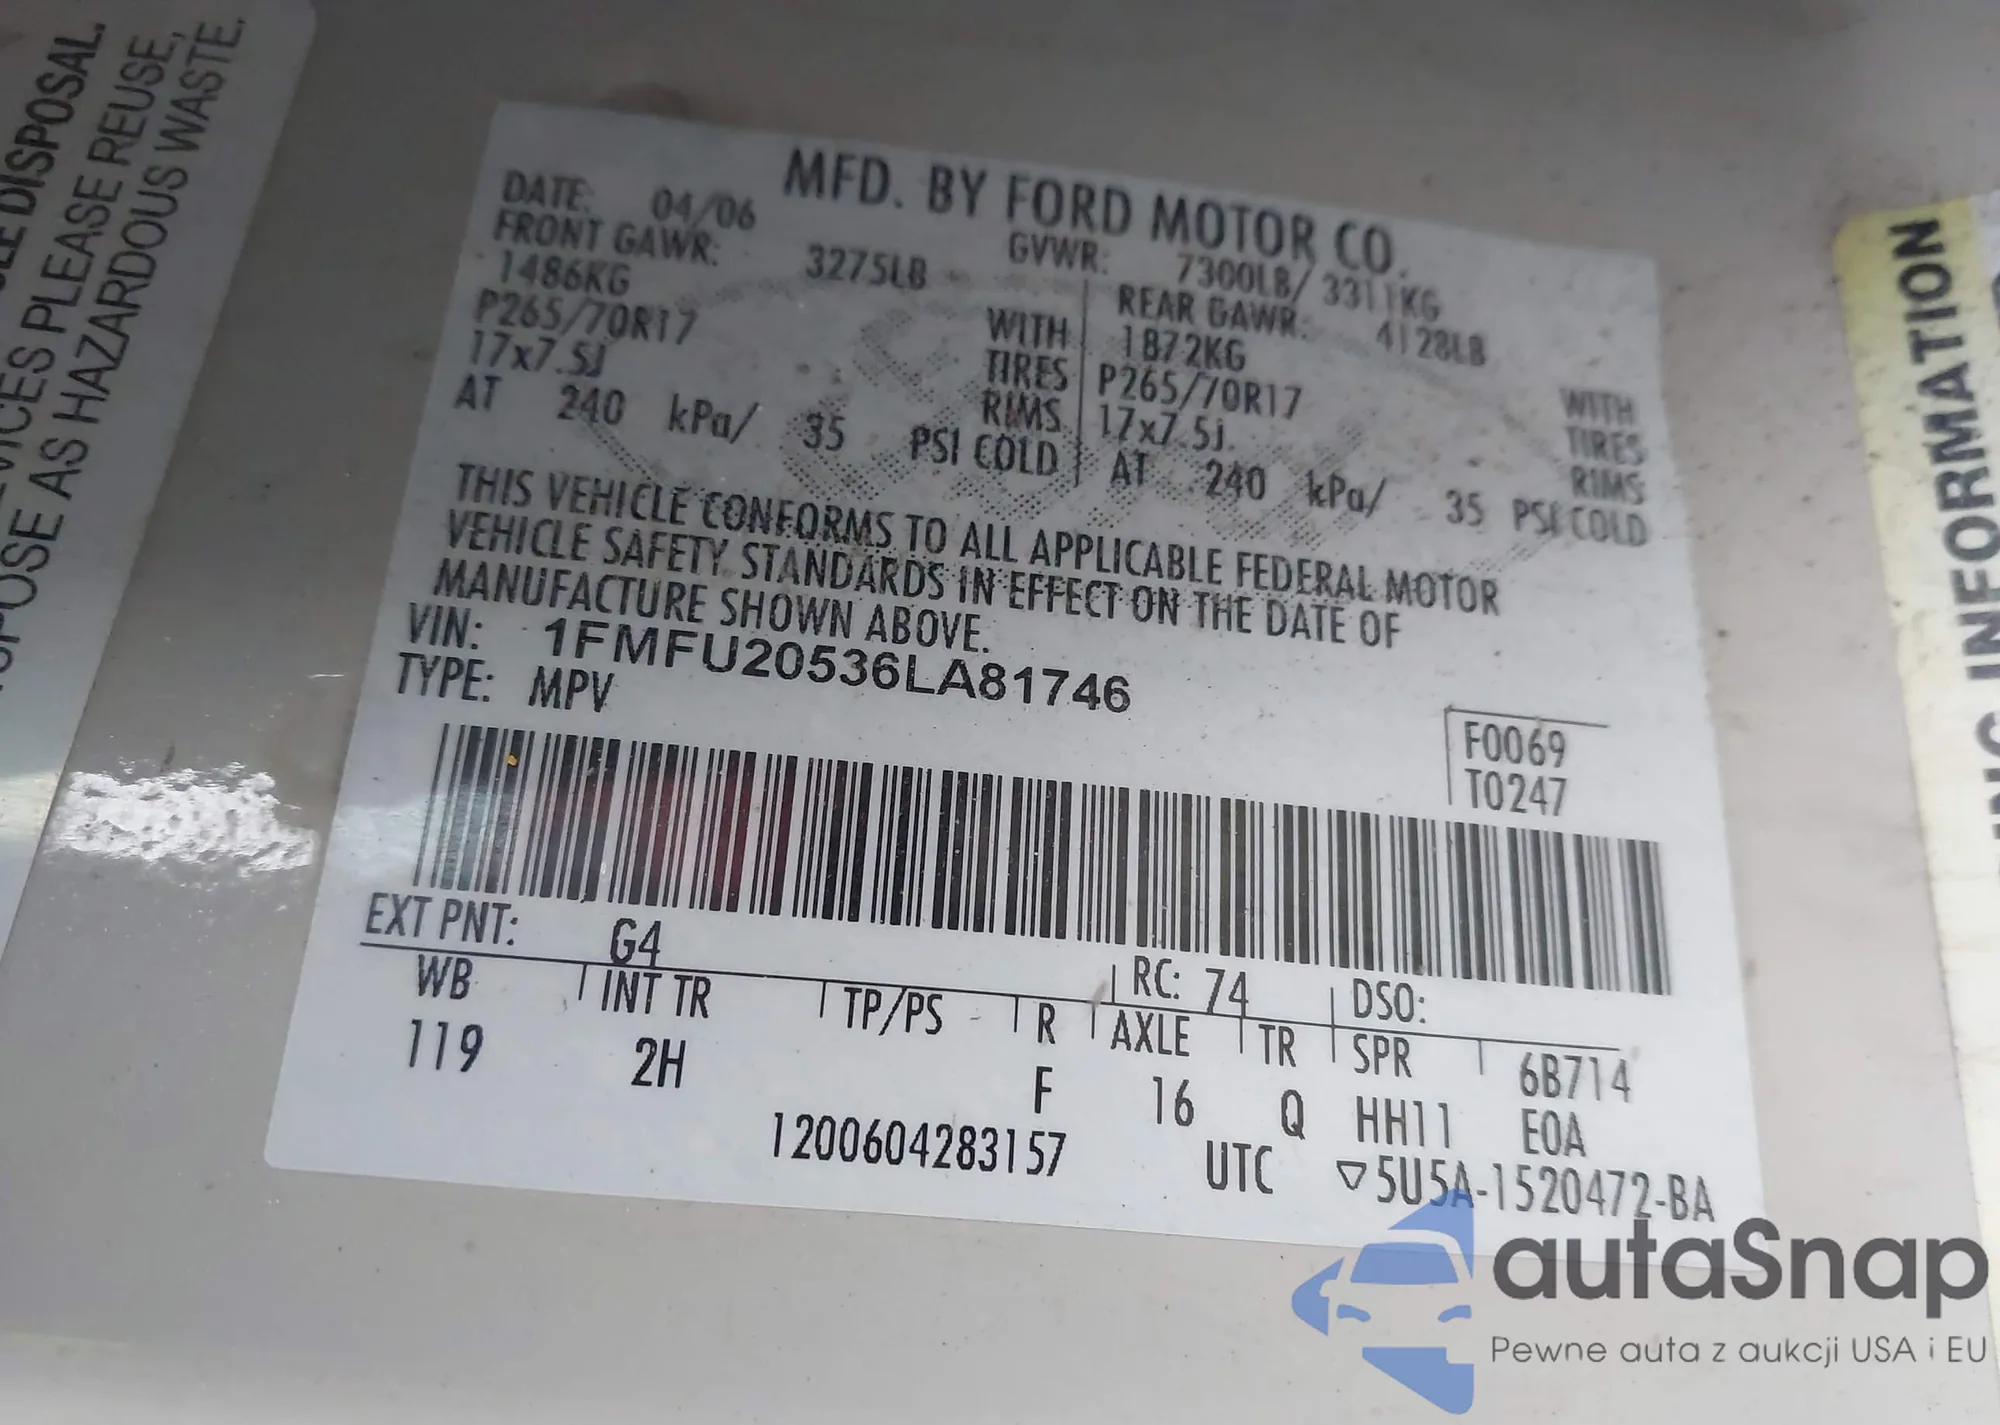 LE DISPOSAL.
VICES PLEASE REUSE,
SPOSE AS HAZARDOUS WASTE.
MFD. BY FORD MOTOR CO.
DATE: 04/06 GVWR: 7300LB/ 3311KG
FRONT GAWR: 3275LB REAR GAWR: 4128LB
1486KG WITH 1872KG WITH
P265/70R17 TIRES P265/70R17 TIRES
17x7.5J RIMS 17x7.5J. RIMS
AT 240 kPa/ 35 PSI COLD AT 240 kPa/ 35 PSI COLD
THIS VEHICLE CONFORMS TO ALL APPLICABLE FEDERAL MOTOR
VEHICLE SAFETY STANDARDS IN EFFECT ON THE DATE OF
MANUFACTURE SHOWN ABOVE.
VIN: 1FMFU20536LA81746
TYPE: MPV
F0069
T0247
EXT PNT: G4 RC: 74 DSO:
WB INT TR TP/PS R AXLE TR SPR 6B714
119 2H F 16 Q HH11 E0A
1200604283157 UTC ▽5U5A-1520472-BA
INFORMATION
ING INFORMATION
autaSnap
Pewne auta z aukcji USA i EU